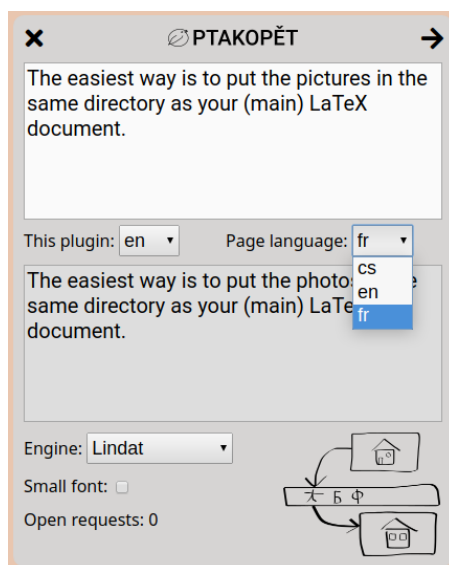 PTAKOPĚT
The easiest way is to put the pictures in the
same directory as your (main) LaTeX
document.
This plugin: en
Page language: fr
cs
en
fr
The easiest way is to put the photos
same directory as your (main) LaTe
document.
Engine: Lindat
Small font:
Open requests: 0
大 Б Ф